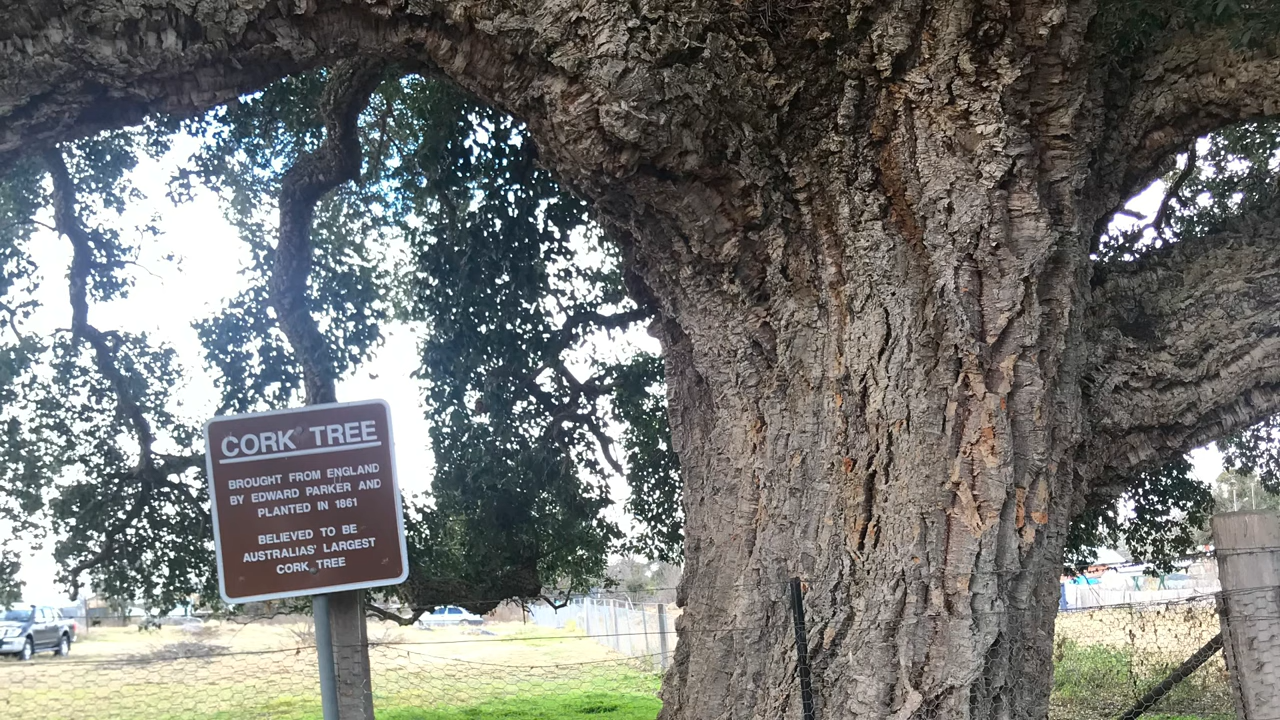 CORK TREE
BROUGHT FROM ENGLAND
BY EDWARD PARKER AND
PLANTED IN 1861
BELIEVED TO BE
AUSTRALIAS' LARGEST
CORK TREE